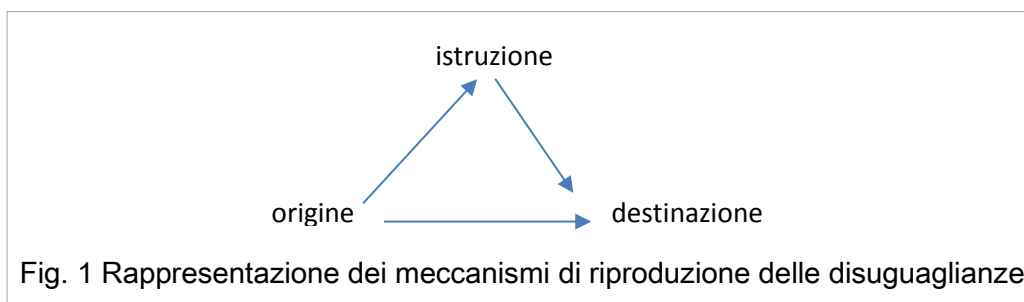 istruzione
origine
destinazione
Fig. 1 Rappresentazione dei meccanismi di riproduzione delle disuguaglianze